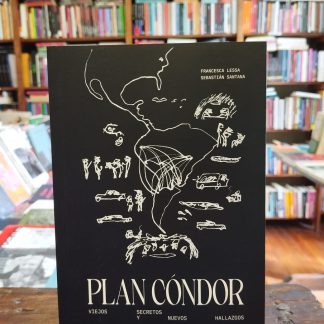 FRANCESCA LESSA
SEBASTIÁN SANTANA
PLAN CÓNDOR
VIEJOS SECRETOS
Y NUEVOS HALLAZGOS